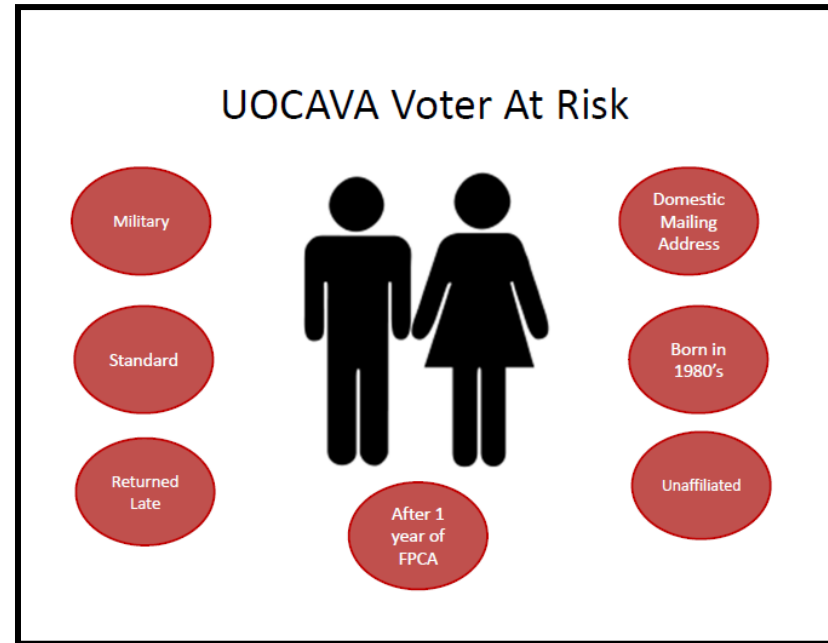 UOCAVA Voter At Risk
Military
Domestic
Mailing
Address
Standard
Born in
1980's
Returned
Late
After 1
year of
FPCA
Unaffiliated